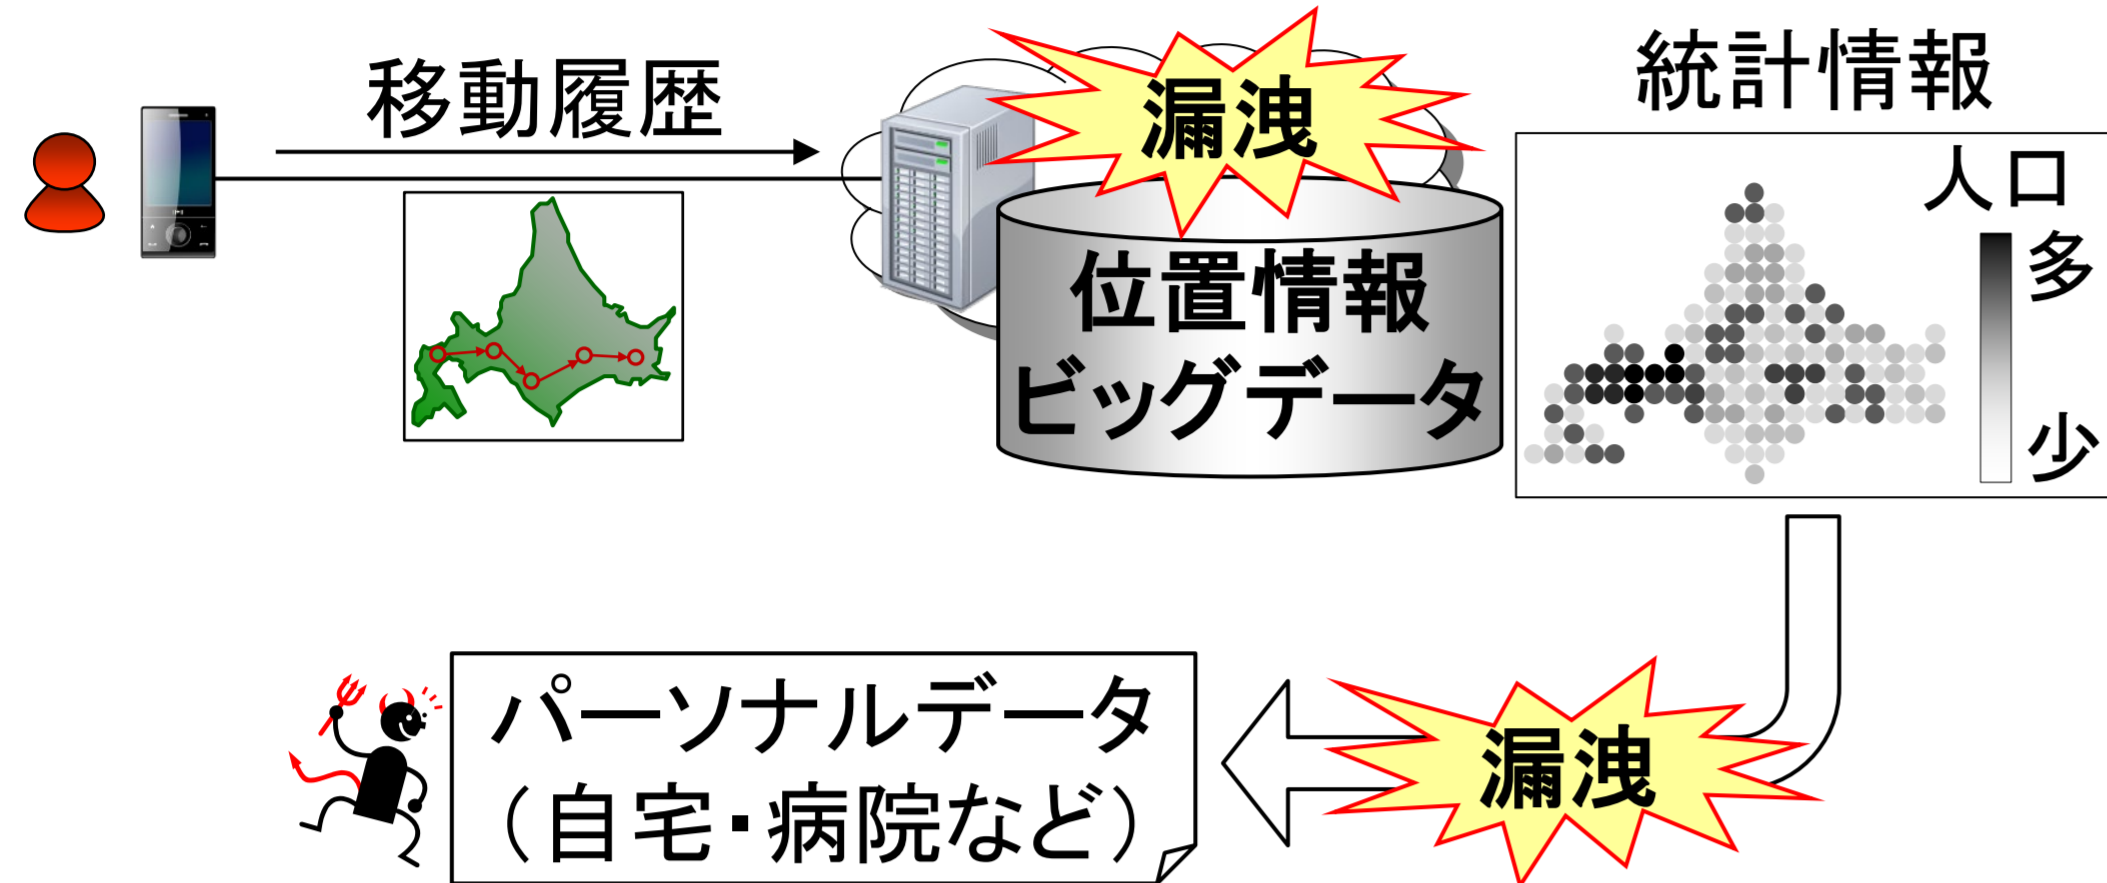 移動履歴
漏洩
位置情報
ビッグデータ
統計情報
人口
多
少
漏洩
パーソナルデータ
(自宅・病院など)